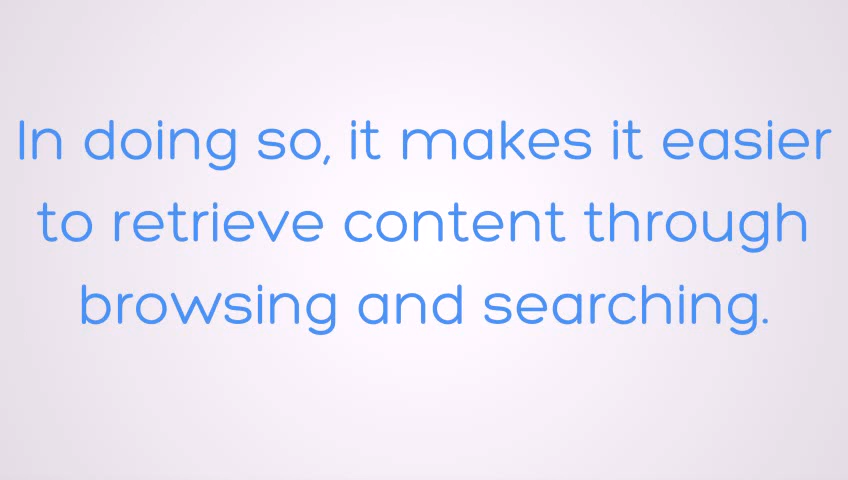 In doing so, it makes it easier
to retrieve content through
browsing and searching.